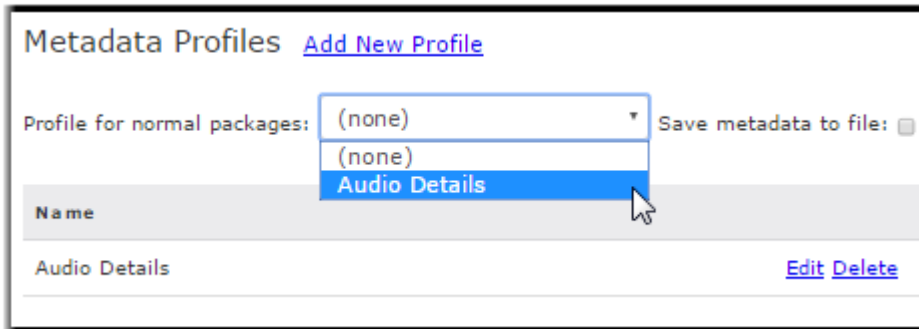 Metadata Profiles Add New Profile
Profile for normal packages: (none) Save metadata to file:
(none)
Audio Details
Name
Audio Details Edit Delete